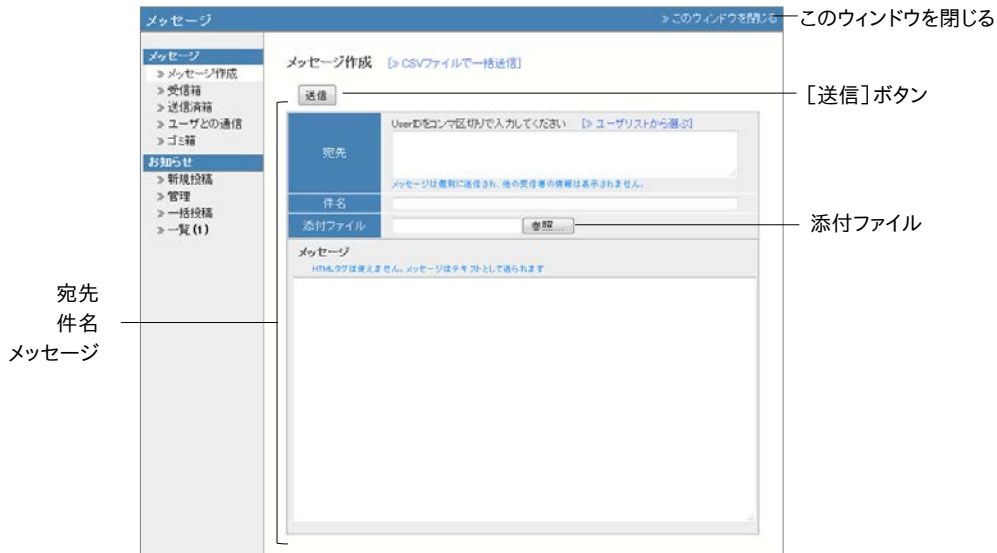 メッセージ
» このウィンドウを閉じる
このウィンドウを閉じる
メッセージ
» メッセージ作成
» 受信箱
» 送信済箱
» ユーザとの通信
» ゴミ箱
お知らせ
» 新規投稿
» 管理
» 一括投稿
» 一覧 (1)
メッセージ作成 [» CSVファイルで一括送信]
送信
[送信]ボタン
宛先
UserIDをコンマ区切りで入力してください [» ユーザリストから選ぶ]
メッセージは個別に送信され、他の受信者の情報は表示されません。
件名
添付ファイル
参照...
添付ファイル
メッセージ
HTMLタグは使えません。メッセージはテキストとして送られます
宛先
件名
メッセージ